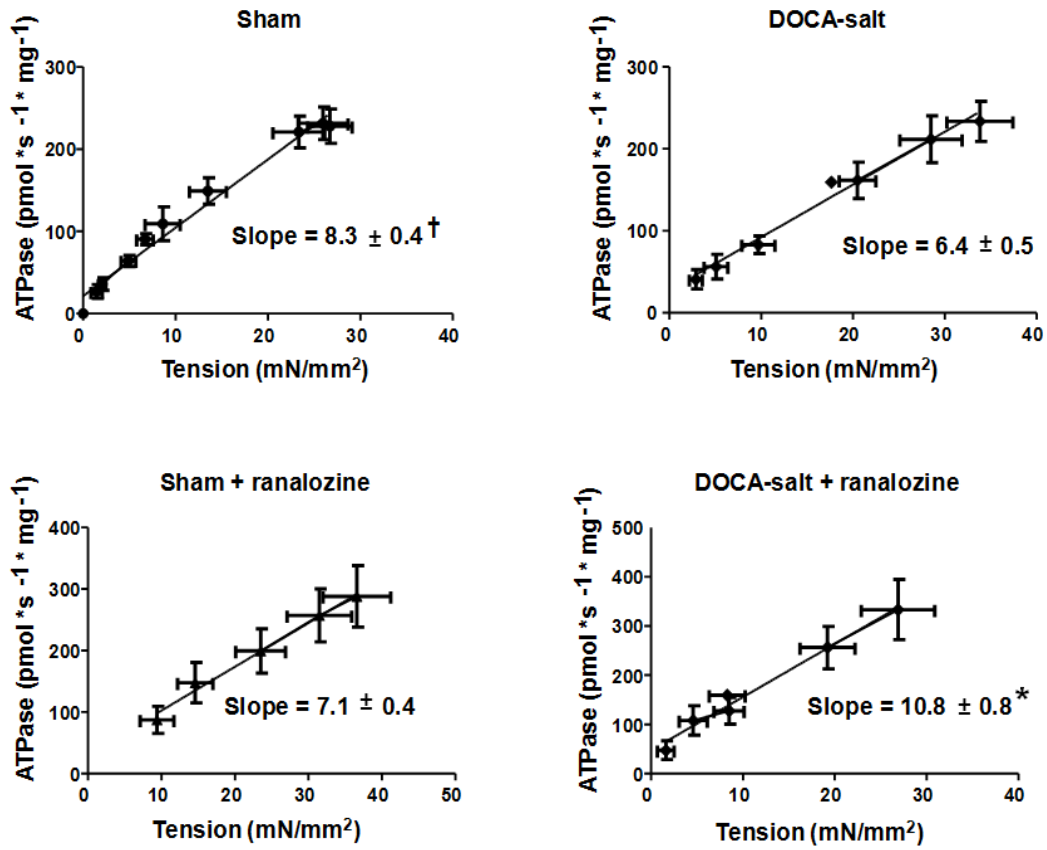 Sham
ATPase (pmol *s -1* mg-1)
300
200
100
0
Slope = 8.3 ± 0.4 †
0 10 20 30 40
Tension (mN/mm²)
DOCA-salt
ATPase (pmol *s -1* mg-1)
300
200
100
0
Slope = 6.4 ± 0.5
0 10 20 30 40
Tension (mN/mm²)
Sham + ranalozine
ATPase (pmol *s -1 * mg-1)
400
300
200
100
0
Slope = 7.1 ± 0.4
0 10 20 30 40 50
Tension (mN/mm²)
DOCA-salt + ranalozine
ATPase (pmol *s -1 * mg-1)
500
400
300
200
100
0
Slope = 10.8 ± 0.8 *
0 10 20 30 40
Tension (mN/mm²)